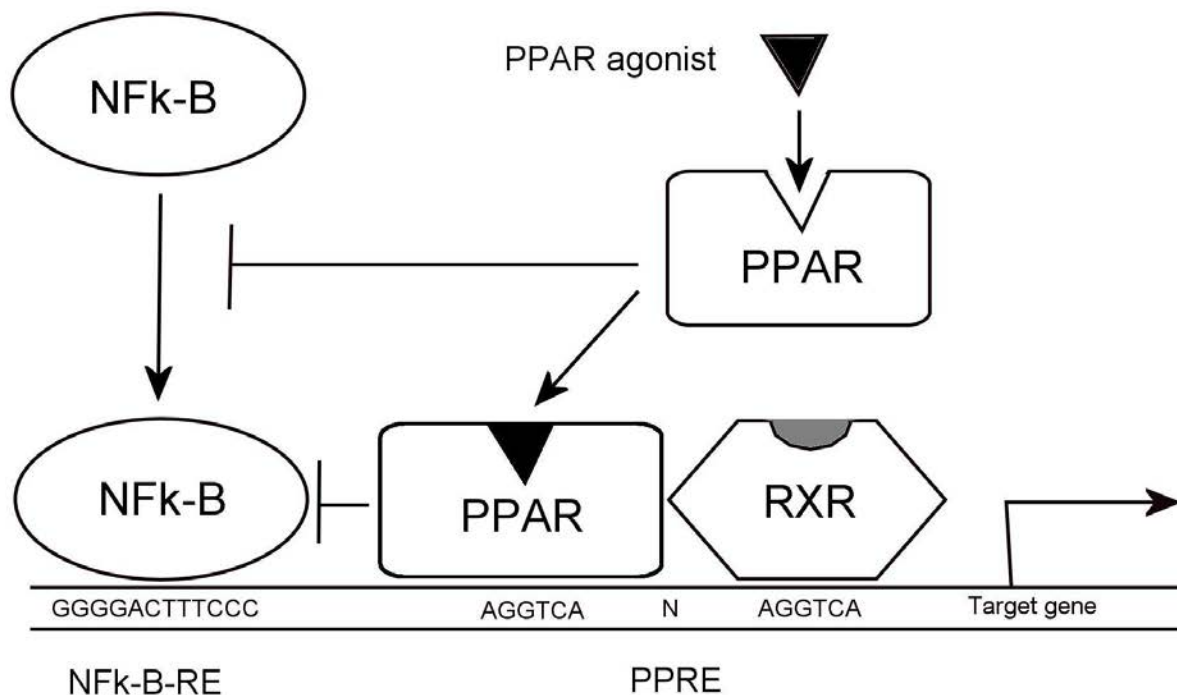 NFk-B
PPAR agonist
PPAR
NFk-B
PPAR
RXR
GGGGACTTTCCC
AGGTCA
N
AGGTCA
Target gene
NFk-B-RE
PPRE